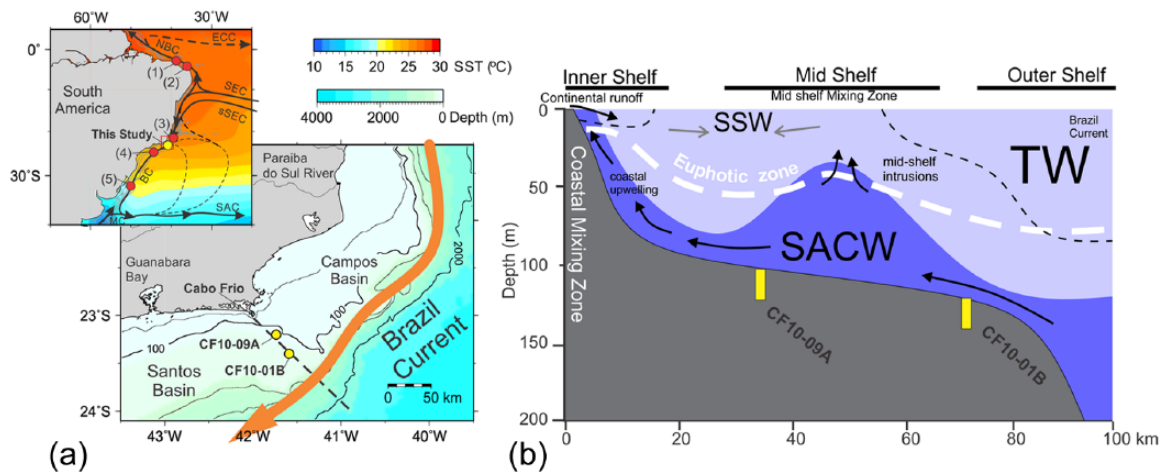 60°W
30°W
0°
30°S
South
America
ECC
NBC
(1)
(2)
SEC
sSEC
(3)
This Study
(4)
(5)
BC
SAC
MC
10 15 20 25 30
SST (ºC)
4000 2000 0 Depth (m)
Paraiba
do Sul River
Guanabara
Bay
Campos
Basin
Cabo Frio
100
2000
100
CF10-09A
CF10-01B
Santos
Basin
Brazil
Current
0 50 km
23°S
24°S
43°W 42°W 41°W 40°W
(a)
Inner Shelf Mid Shelf Outer Shelf
Continental runoff
Mid shelf Mixing Zone
SSW
Brazil
Current
TW
Euphotic zone
coastal
upwelling
mid-shelf
intrusions
SACW
Coastal Mixing Zone
CF10-09A
CF10-01B
Depth (m)
0
50
100
150
200
0 20 40 60 80 100 km
(b)